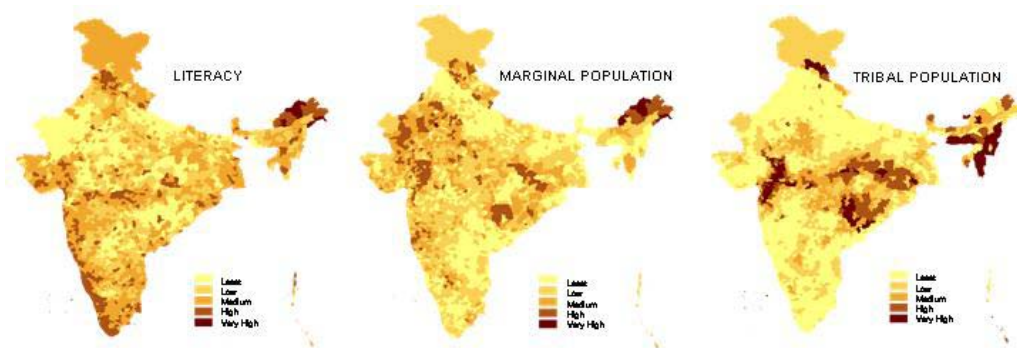 LITERACY
MARGINAL POPULATION
TRIBAL POPULATION
Least
Low
Medium
High
Very High
Least
Low
Medium
High
Very High
Least
Low
Medium
High
Very High